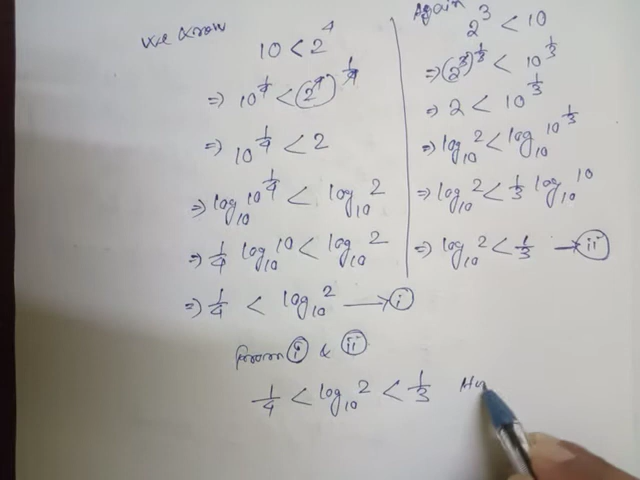 We know
10 < 2^4
=> 10^{1/4} < (2^4)^{1/4}
=> 10^{1/4} < 2
=> log_10 10^{1/4} < log_10 2
=> 1/4 log_10 10 < log_10 2
=> 1/4 < log_10 2 → (i)
Again
2^3 < 10
=> (2^3)^{1/3} < 10^{1/3}
=> 2 < 10^{1/3}
=> log_10 2 < log_10 10^{1/3}
=> log_10 2 < 1/3 log_10 10
=> log_10 2 < 1/3 → (ii)
From (i) & (ii)
1/4 < log_10 2 < 1/3